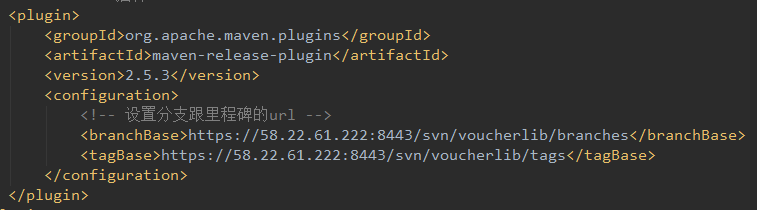 <plugin>
<groupId>org.apache.maven.plugins</groupId>
<artifactId>maven-release-plugin</artifactId>
<version>2.5.3</version>
<configuration>
<!-- 设置分支跟里程碑的url -->
<branchBase>https://58.22.61.222:8443/svn/voucherlib/branches</branchBase>
<tagBase>https://58.22.61.222:8443/svn/voucherlib/tags</tagBase>
</configuration>
</plugin>